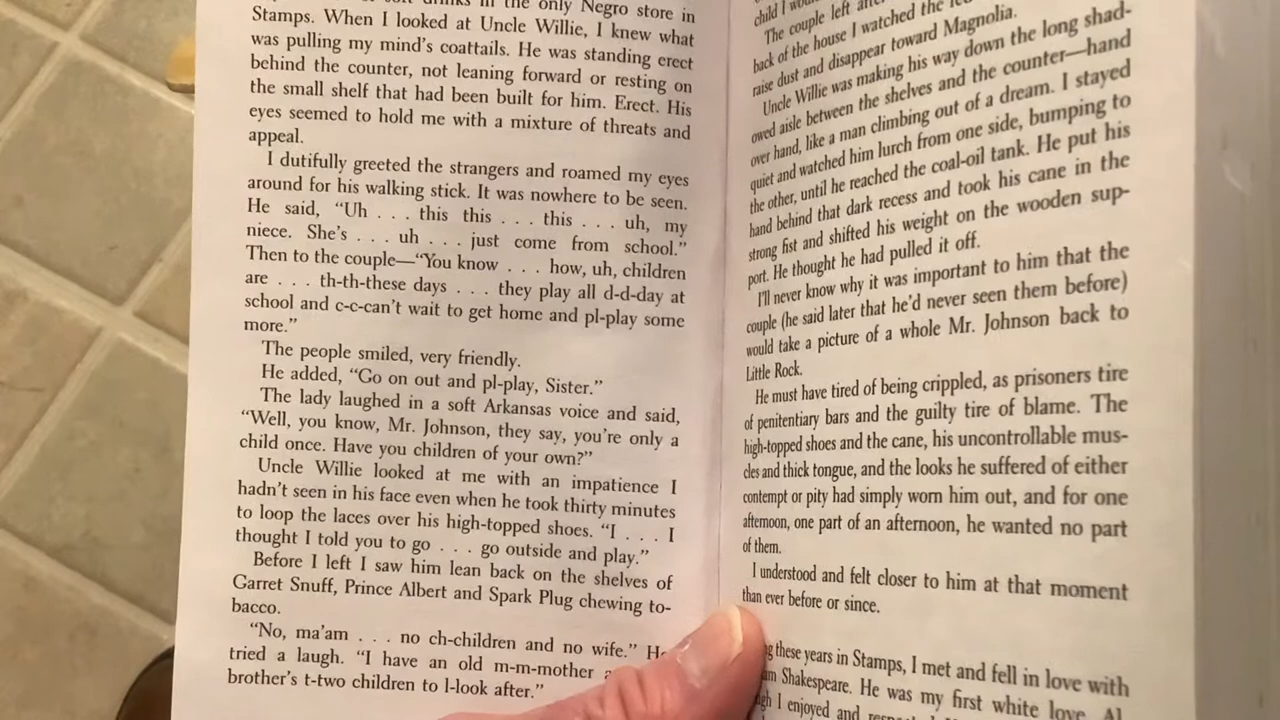 in the only Negro store in
Stamps. When I looked at Uncle Willie, I knew what
was pulling my mind's coattails. He was standing erect
behind the counter, not leaning forward or resting on
the small shelf that had been built for him. Erect. His
eyes seemed to hold me with a mixture of threats and
appeal.
I dutifully greeted the strangers and roamed my eyes
around for his walking stick. It was nowhere to be seen.
He said, “Uh . . . this this . . . this . . . uh, my
niece. She's . . . uh . . . just come from school.”
Then to the couple—“You know . . . how, uh, children
are . . . th-th-these days . . . they play all d-d-day at
school and c-c-can't wait to get home and pl-play some
more.”
The people smiled, very friendly.
He added, “Go on out and pl-play, Sister.”
The lady laughed in a soft Arkansas voice and said,
“Well, you know, Mr. Johnson, they say, you're only a
child once. Have you children of your own?”
Uncle Willie looked at me with an impatience I
hadn't seen in his face even when he took thirty minutes
to loop the laces over his high-topped shoes. “I . . . I
thought I told you to go . . . go outside and play.”
Before I left I saw him lean back on the shelves of
Garret Snuff, Prince Albert and Spark Plug chewing to-
bacco.
“No, ma'am . . . no ch-children and no wife.” He
tried a laugh. “I have an old m-m-mother
brother's t-two children to l-look after.”
child I
The couple left
back of the house I watched the
raise dust and disappear toward Magnolia.
Uncle Willie was making his way down the long shad-
owed aisle between the shelves and the counter—hand
over hand, like a man climbing out of a dream. I stayed
quiet and watched him lurch from one side, bumping to
the other, until he reached the coal-oil tank. He put his
hand behind that dark recess and took his cane in the
strong fist and shifted his weight on the wooden sup-
port. He thought he had pulled it off.
I'll never know why it was important to him that the
couple (he said later that he'd never seen them before)
would take a picture of a whole Mr. Johnson back to
Little Rock.
He must have tired of being crippled, as prisoners tire
of penitentiary bars and the guilty tire of blame. The
high-topped shoes and the cane, his uncontrollable mus-
cles and thick tongue, and the looks he suffered of either
contempt or pity had simply worn him out, and for one
afternoon, one part of an afternoon, he wanted no part
of them.
I understood and felt closer to him at that moment
than ever before or since.
these years in Stamps, I met and fell in love with
Shakespeare. He was my first white love.
I enjoyed and